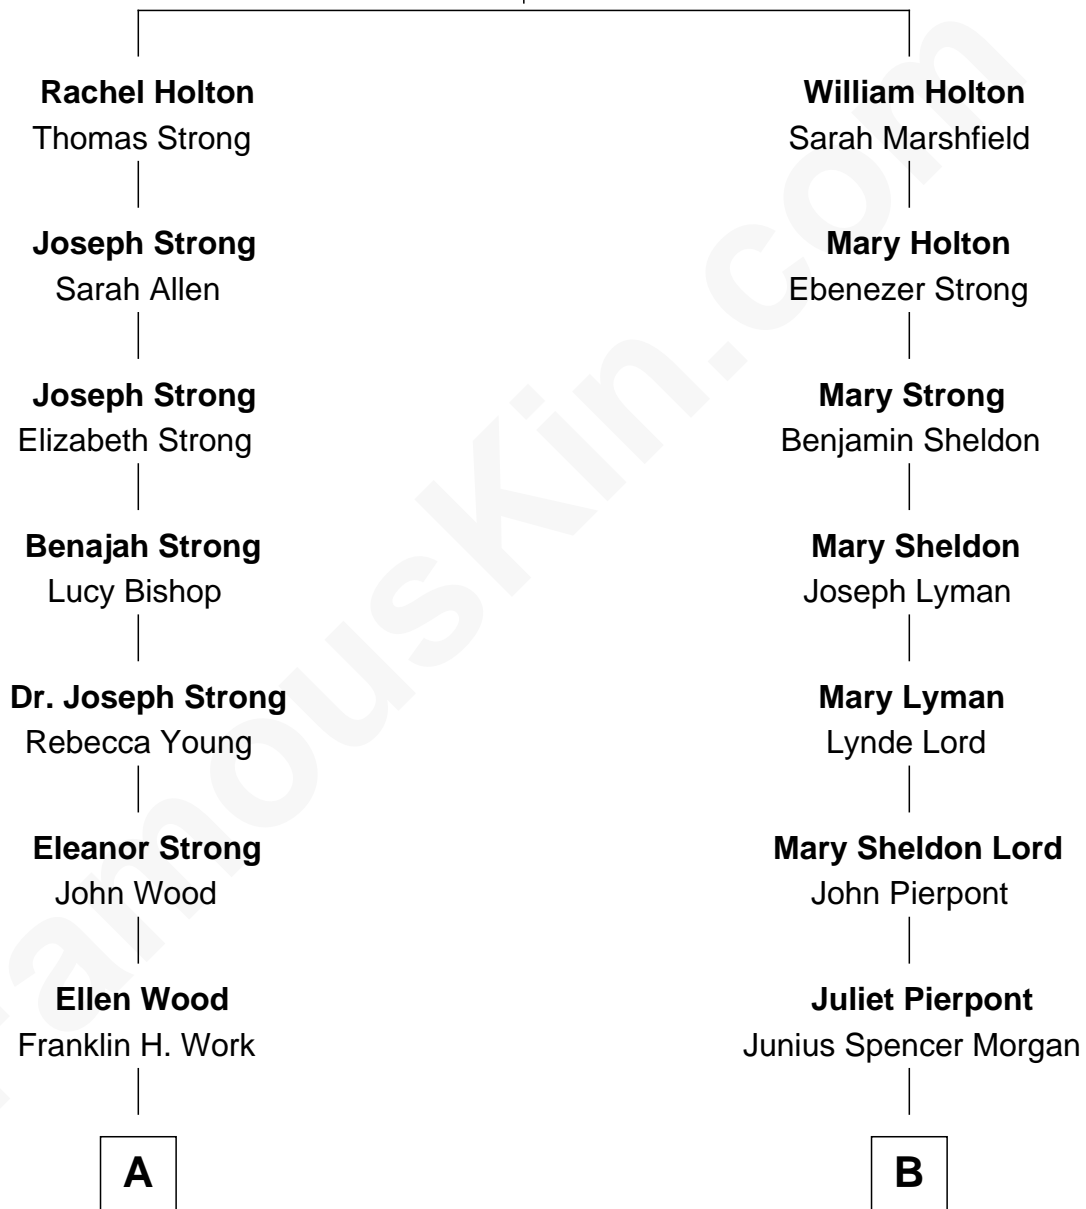 Rachel Holton
Thomas Strong
William Holton
Sarah Marshfield
Joseph Strong
Sarah Allen
Mary Holton
Ebenezer Strong
Joseph Strong
Elizabeth Strong
Mary Strong
Benjamin Sheldon
Benajah Strong
Lucy Bishop
Mary Sheldon
Joseph Lyman
Dr. Joseph Strong
Rebecca Young
Mary Lyman
Lynde Lord
Eleanor Strong
John Wood
Mary Sheldon Lord
John Pierpont
Ellen Wood
Franklin H. Work
Juliet Pierpont
Junius Spencer Morgan
A
B
FamousKin.com